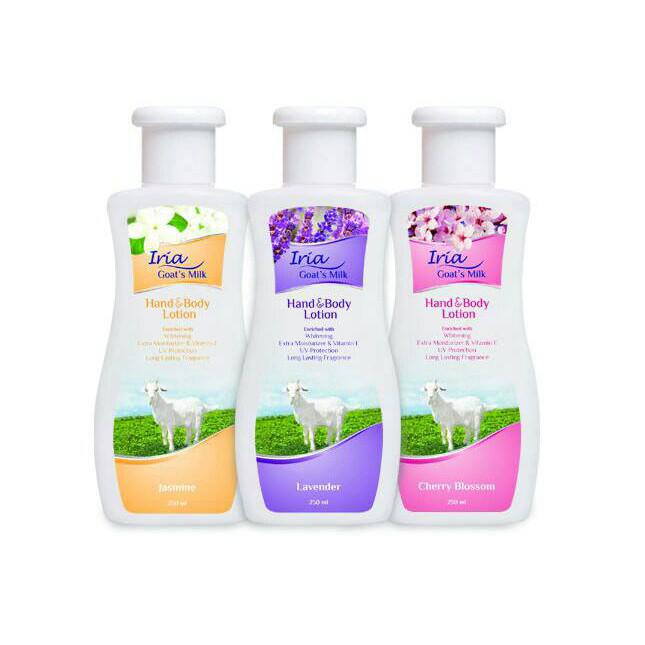 Iria
Goat's Milk
Hand & Body
Lotion
Enriched with
Whitening
Extra Moisturizer & Vitamin E
UV Protection
Long Lasting Fragrance
Jasmine
250 ml
Iria
Goat's Milk
Hand & Body
Lotion
Enriched with
Whitening
Extra Moisturizer & Vitamin E
UV Protection
Long Lasting Fragrance
Lavender
250 ml
Iria
Goat's Milk
Hand & Body
Lotion
Enriched with
Whitening
Extra Moisturizer & Vitamin E
UV Protection
Long Lasting Fragrance
Cherry Blossom
250 ml